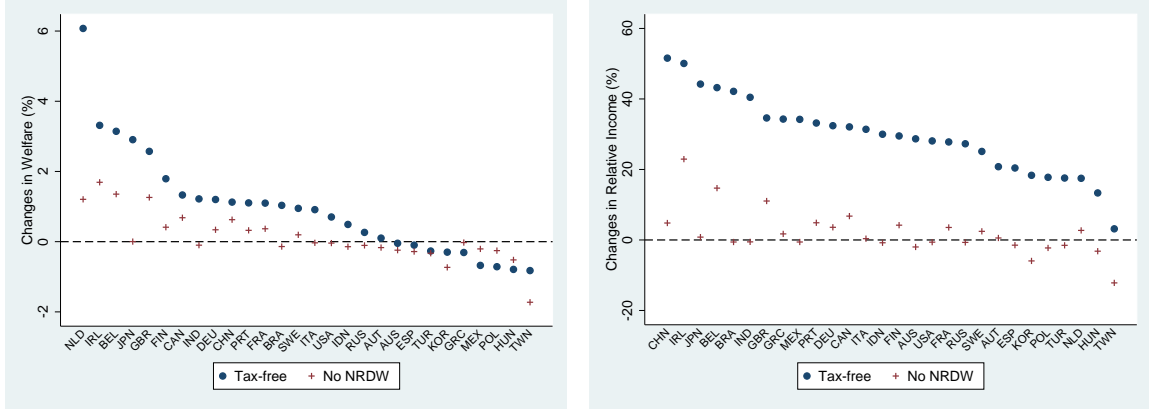 Changes in Welfare (%)
6
4
2
0
-2
NLD IRL BEL JPN GBR FIN CAN IND DEU CHN PRT FRA BRA SWE ITA USA IDN RUS AUT AUS ESP TUR KOR GRC MEX POL HUN TWN
Tax-free No NRDW
Changes in Relative Income (%)
60
40
20
0
-20
CHN IRL JPN BEL BRA IND GBR GRC MEX PRT DEU CAN ITA IDN FIN AUS USA FRA RUS SWE AUT ESP KOR POL TUR NLD HUN TWN
Tax-free No NRDW